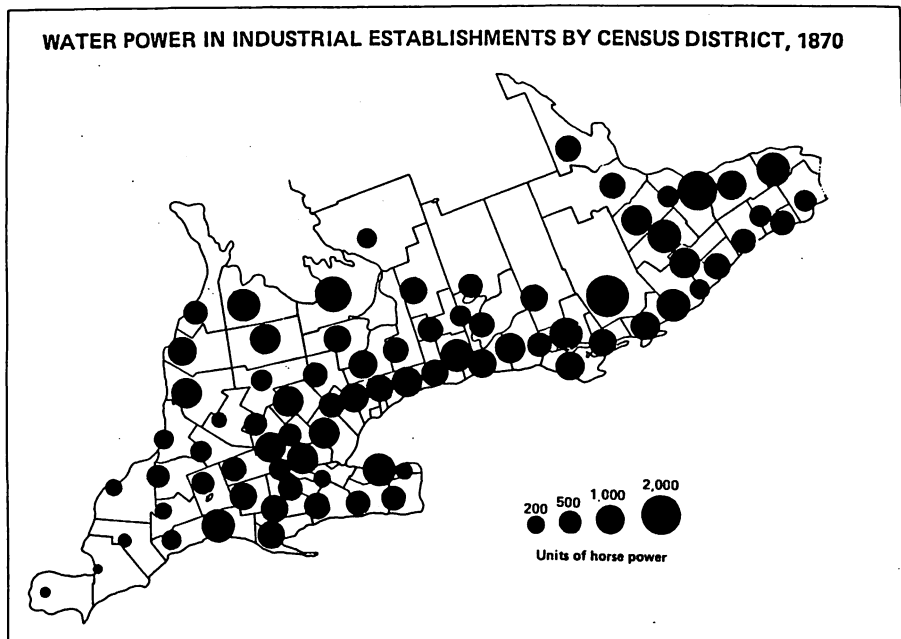 WATER POWER IN INDUSTRIAL ESTABLISHMENTS BY CENSUS DISTRICT, 1870
200 500 1,000 2,000
Units of horse power